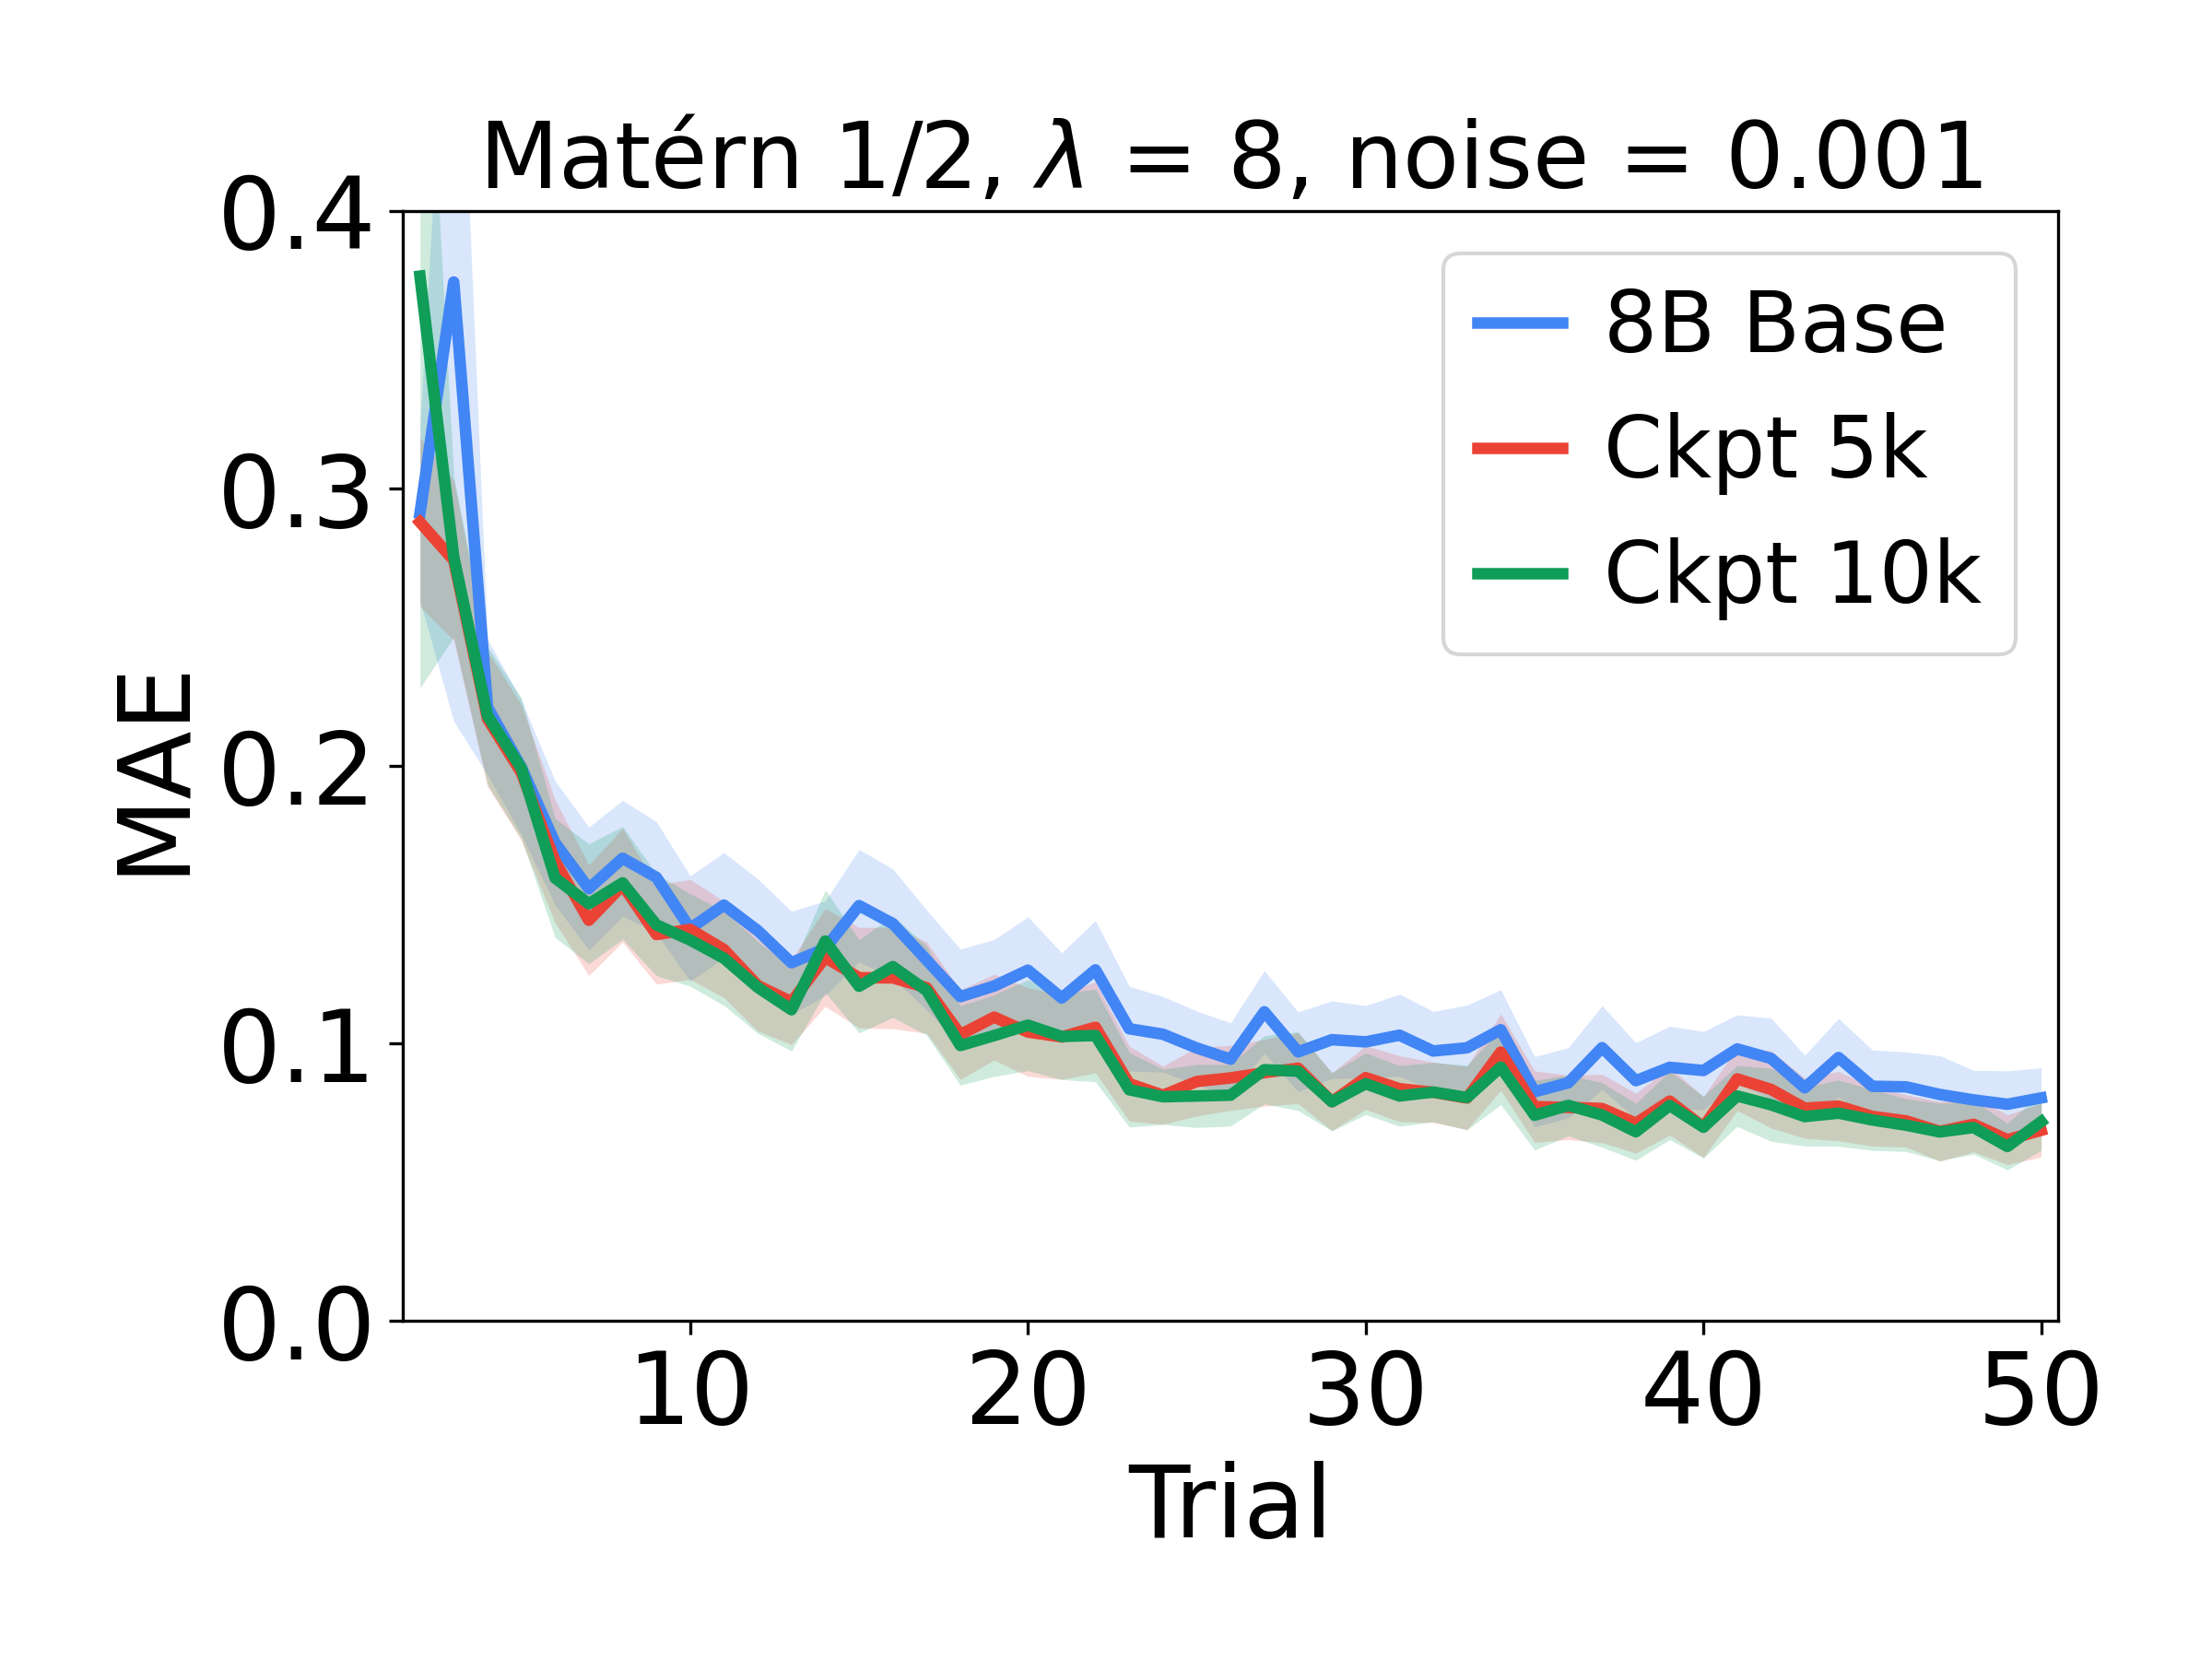 Matérn 1/2, λ = 8, noise = 0.001
0.4
0.3
0.2
0.1
0.0
MAE
8B Base
Ckpt 5k
Ckpt 10k
10
20
30
40
50
Trial